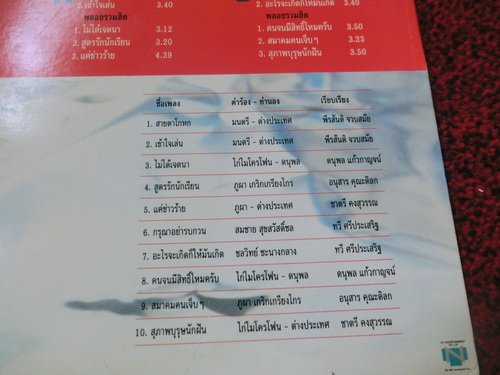 3. เข้าใจเล่น 3.40
พลอยรวมฮิต
1. ไม่ได้เจตนา 3.12
2. สูตรรักนักเรียน 3.20
3. แค่ข่าวร้าย 4.39
2. อะไรจะเกิดก็ให้มันเกิด 3.40
พลอยรวมฮิต
1. คนจนมีสิทธิ์ไหมครับ 3.50
2. สมาคมคนเจ็บๆ 3.23
3. สุภาพบุรุษนักฝัน 3.50
ชื่อเพลง คำร้อง - ทำนอง เรียบเรียง
1. สายตาโกหก มนตรี - ต่างประเทศ พีรสันติ จวบสมัย
2. เข้าใจเล่น มนตรี - ต่างประเทศ พีรสันติ จวบสมัย
3. ไม่ได้เจตนา ไก่ไมโครโฟน - ดนุพล ดนุพล แก้วกาญจน์
4. สูตรรักนักเรียน ภูผา เกริกเกรียงไกร อนุสาร คุณะดิลก
5. แค่ข่าวร้าย ภูผา - ต่างประเทศ ชาตรี คงสุวรรณ
6. กรุณาอย่ารบกวน สมชาย สุขสวัสดิ์ชล ทวี ศรีประเสริฐ
7. อะไรจะเกิดก็ให้มันเกิด ชลวิทย์ ชะนางกลาง ทวี ศรีประเสริฐ
8. คนจนมีสิทธิ์ไหมครับ ไก่ไมโครโฟน - ดนุพล ดนุพล แก้วกาญจน์
9. สมาคมคนเจ็บๆ ภูผา เกริกเกรียงไกร อนุสาร คุณะดิลก
10. สุภาพบุรุษนักฝัน ไก่ไมโครโฟน - ต่างประเทศ ชาตรี คงสุวรรณ
N